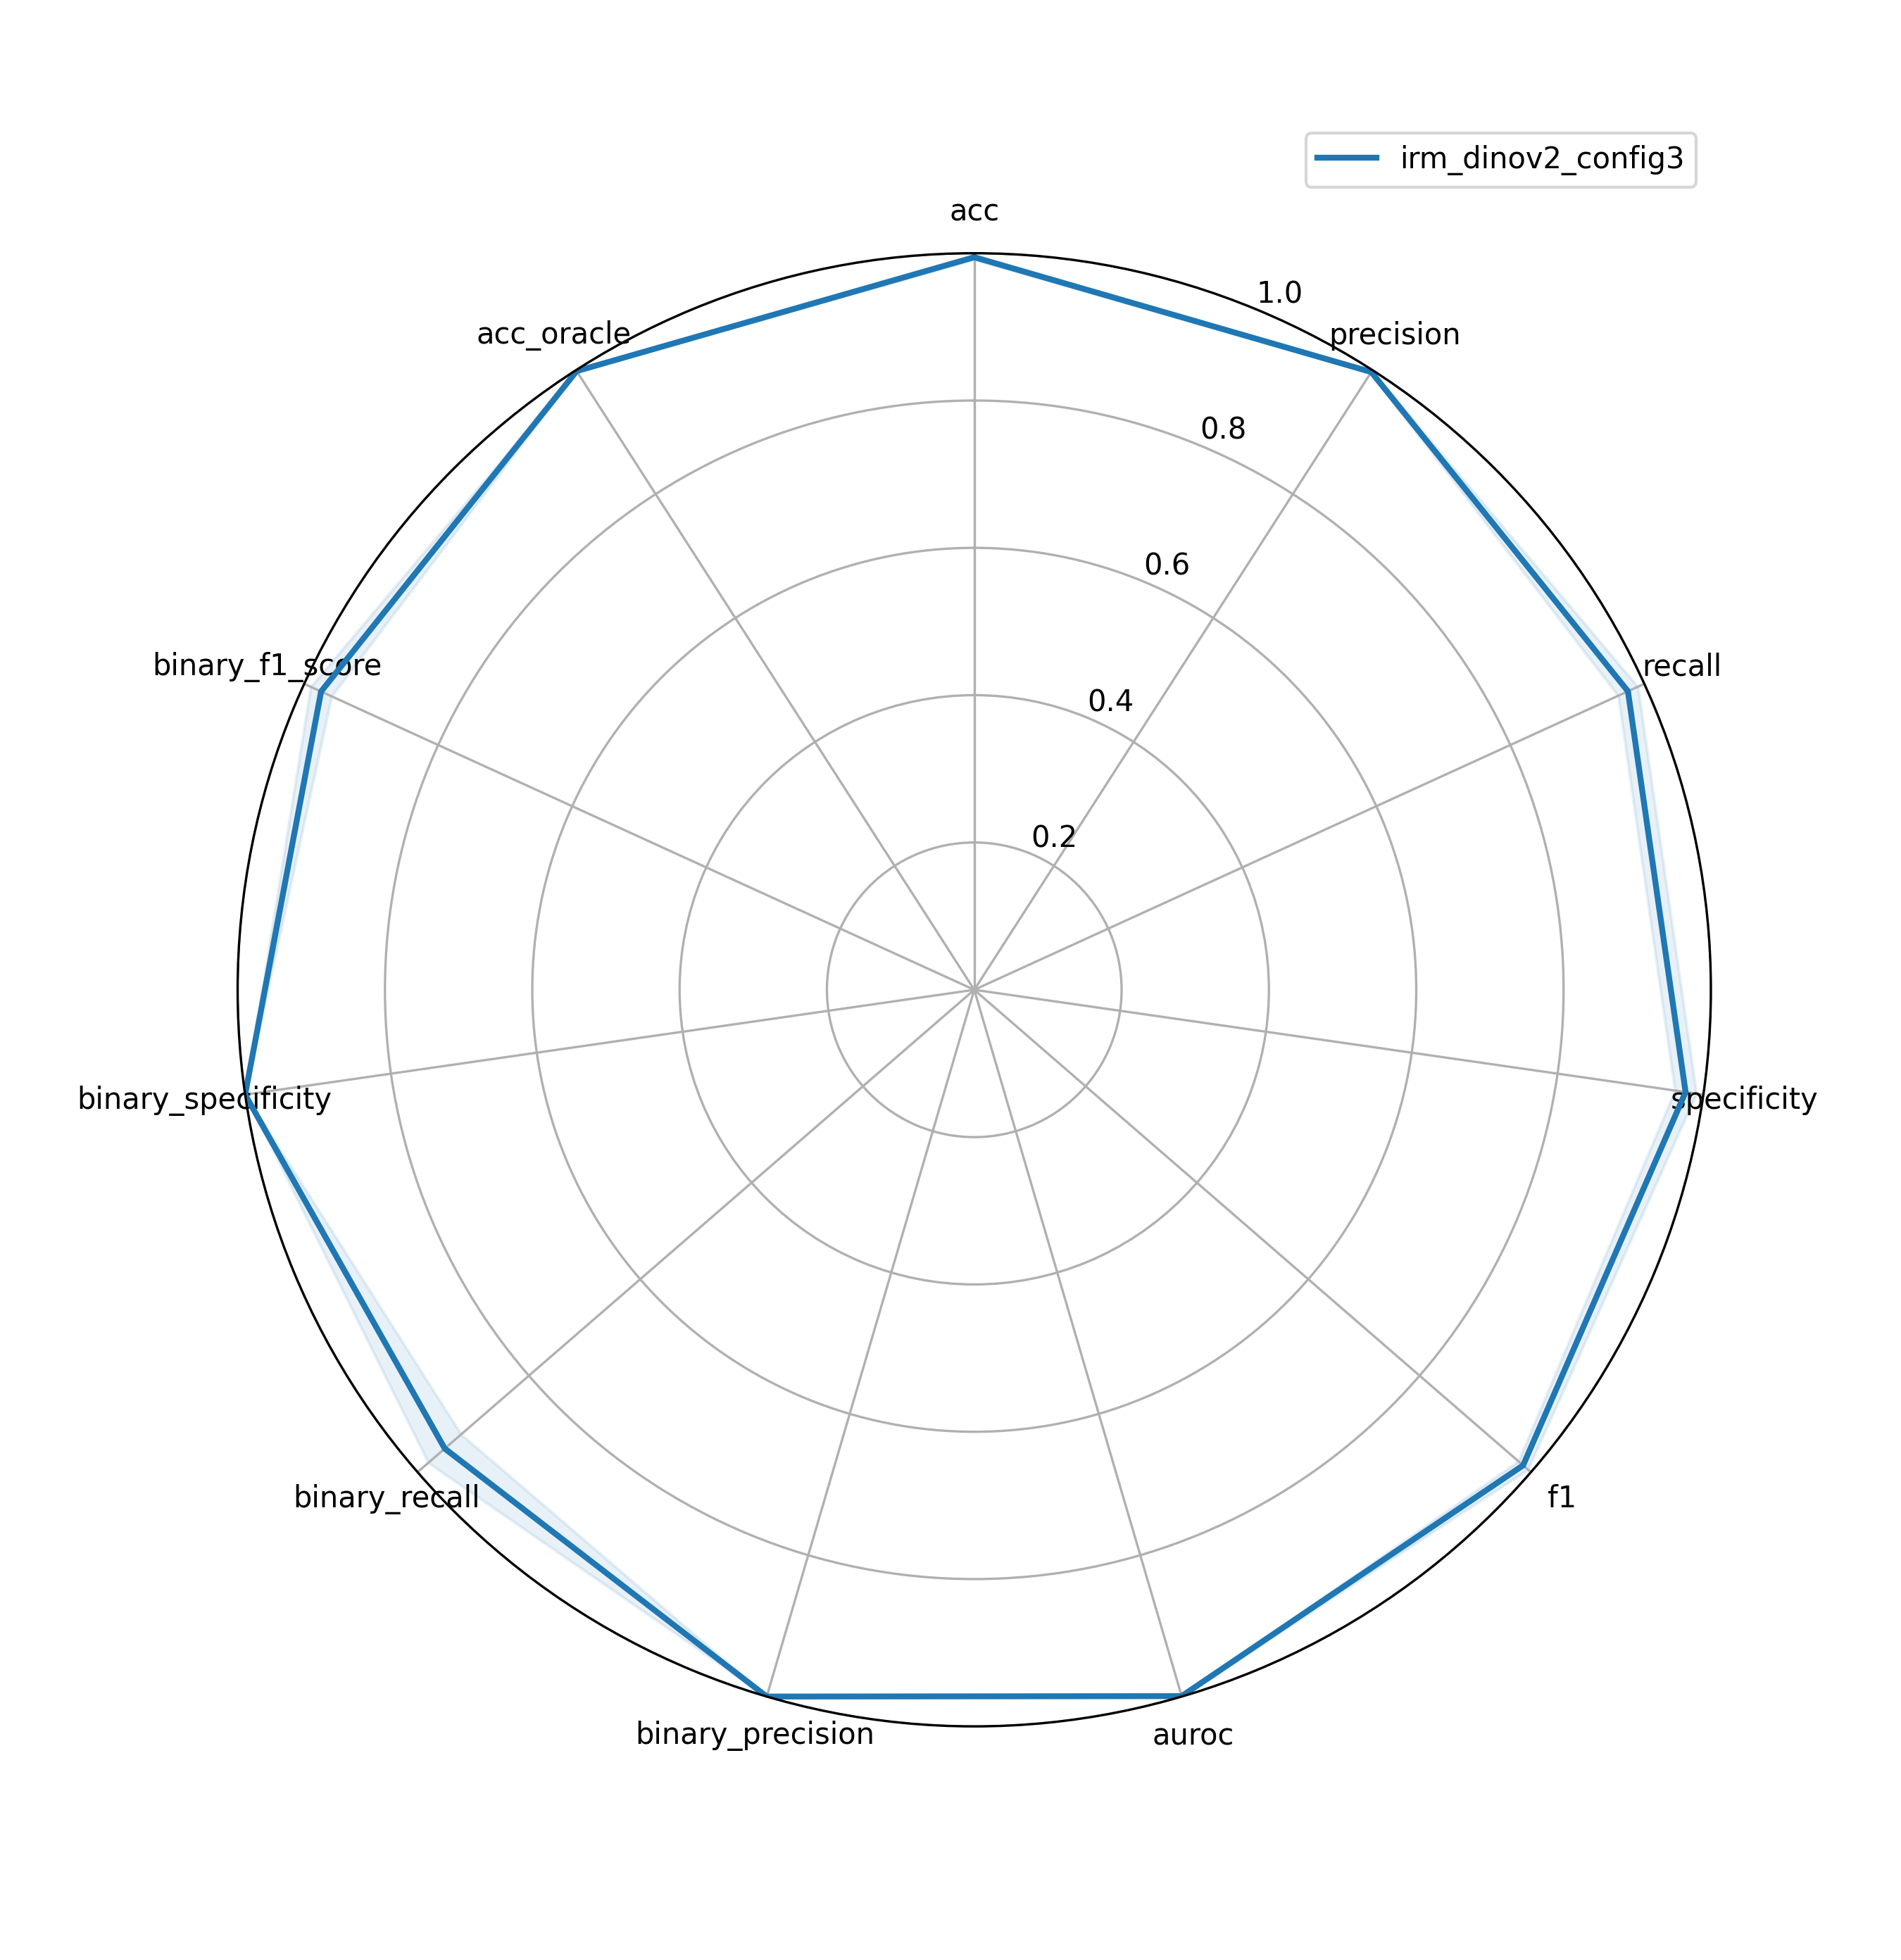 irm_dinov2_config3
acc
1.0
acc_oracle
precision
0.8
0.6
binary_f1_score
recall
0.4
0.2
binary_specificity
specificity
binary_recall
f1
binary_precision
auroc